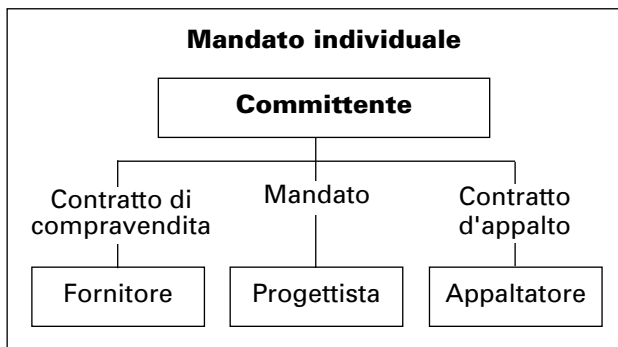 Mandato individuale
Committente
Contratto di
compravendita
Mandato
Contratto
d'appalto
Fornitore
Progettista
Appaltatore